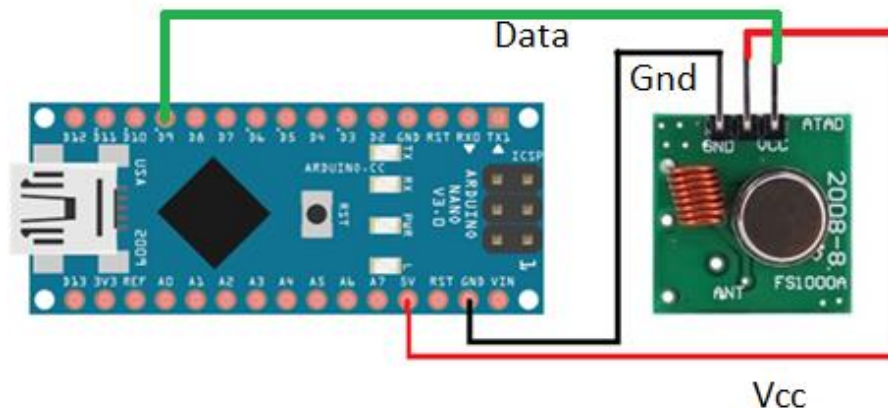 Data
Gnd
D12 D11 D10 D9 D8 D7 D6 D5 D4 D3 D2 GND RST RX0 TX1
USA
2009
ARDUINO.CC
RST
TX
RX
PWR
L
ARDUINO
NANO
V3.0
ICSP
1
D13 3V3 REF A0 A1 A2 A3 A4 A5 A6 A7 5V RST GND VIN
GND VCC ATAD
2008-8
ANT
FS1000A
Vcc